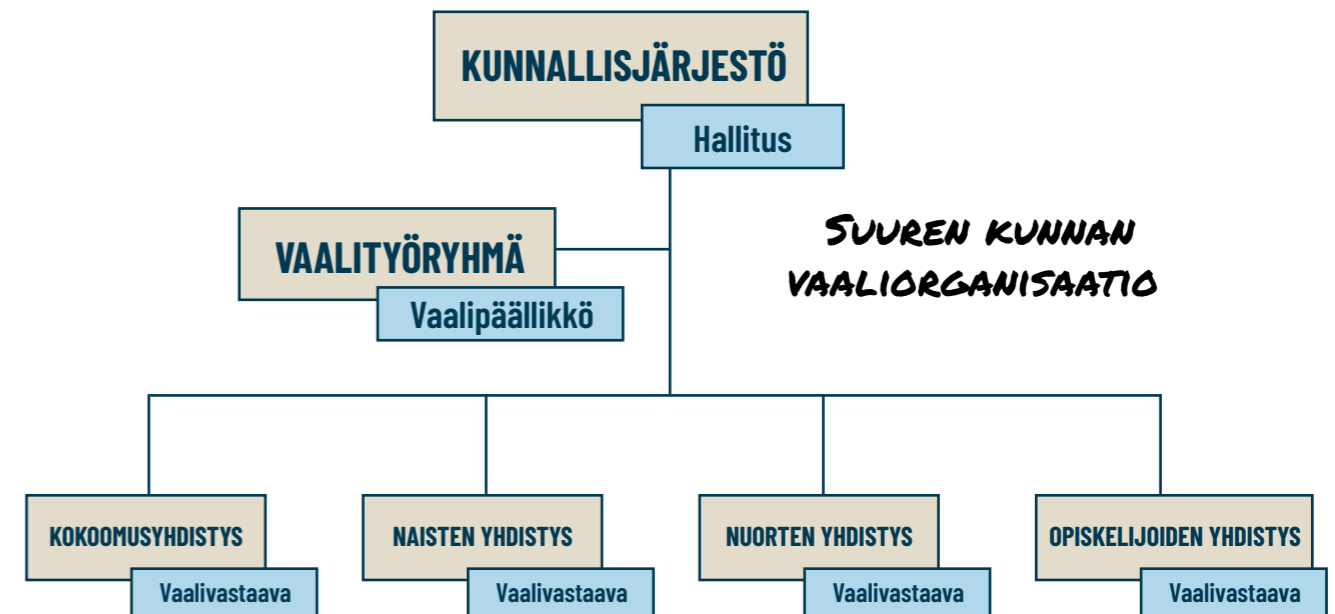 KUNNALLISJÄRJESTÖ
Hallitus
SUUREN KUNNAN
VAALIORGANISAATIO
VAALITYÖRYHMÄ
Vaalipäällikkö
KOKOOMUSYHDISTYS
Vaalivastaava
NAISTEN YHDISTYS
Vaalivastaava
NUORTEN YHDISTYS
Vaalivastaava
OPISKELIJOIDEN YHDISTYS
Vaalivastaava